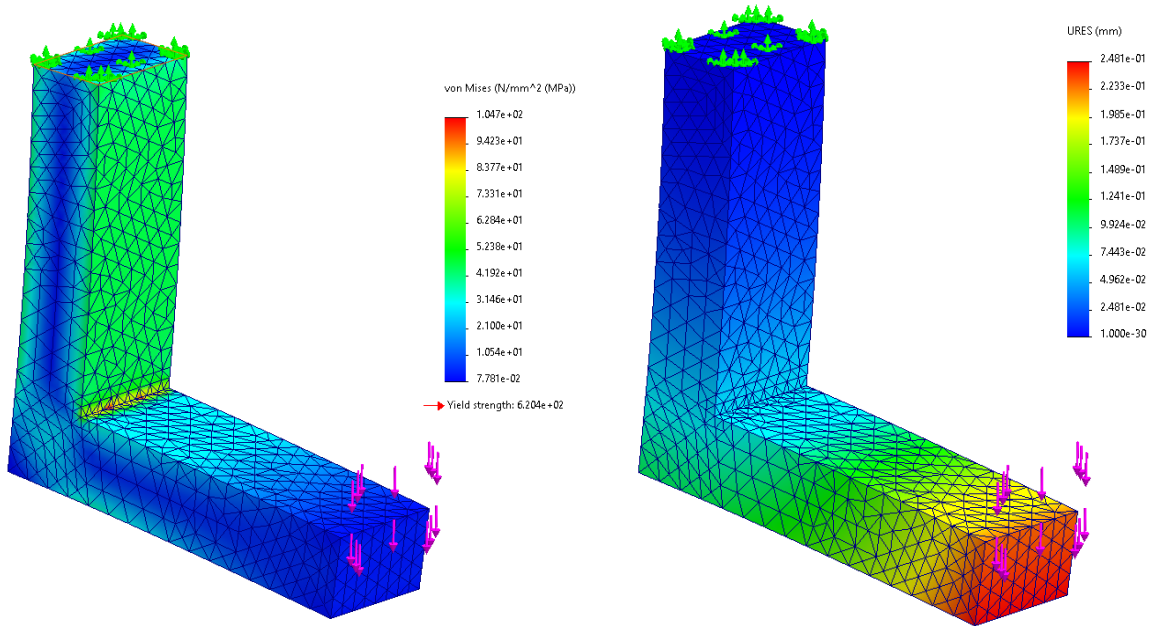 von Mises (N/mm^2 (MPa))
1.047e+02
9.423e+01
8.377e+01
7.331e+01
6.284e+01
5.238e+01
4.192e+01
3.146e+01
2.100e+01
1.054e+01
7.781e-02
Yield strength: 6.204e+02
URES (mm)
2.481e-01
2.233e-01
1.985e-01
1.737e-01
1.489e-01
1.241e-01
9.924e-02
7.443e-02
4.962e-02
2.481e-02
1.000e-30